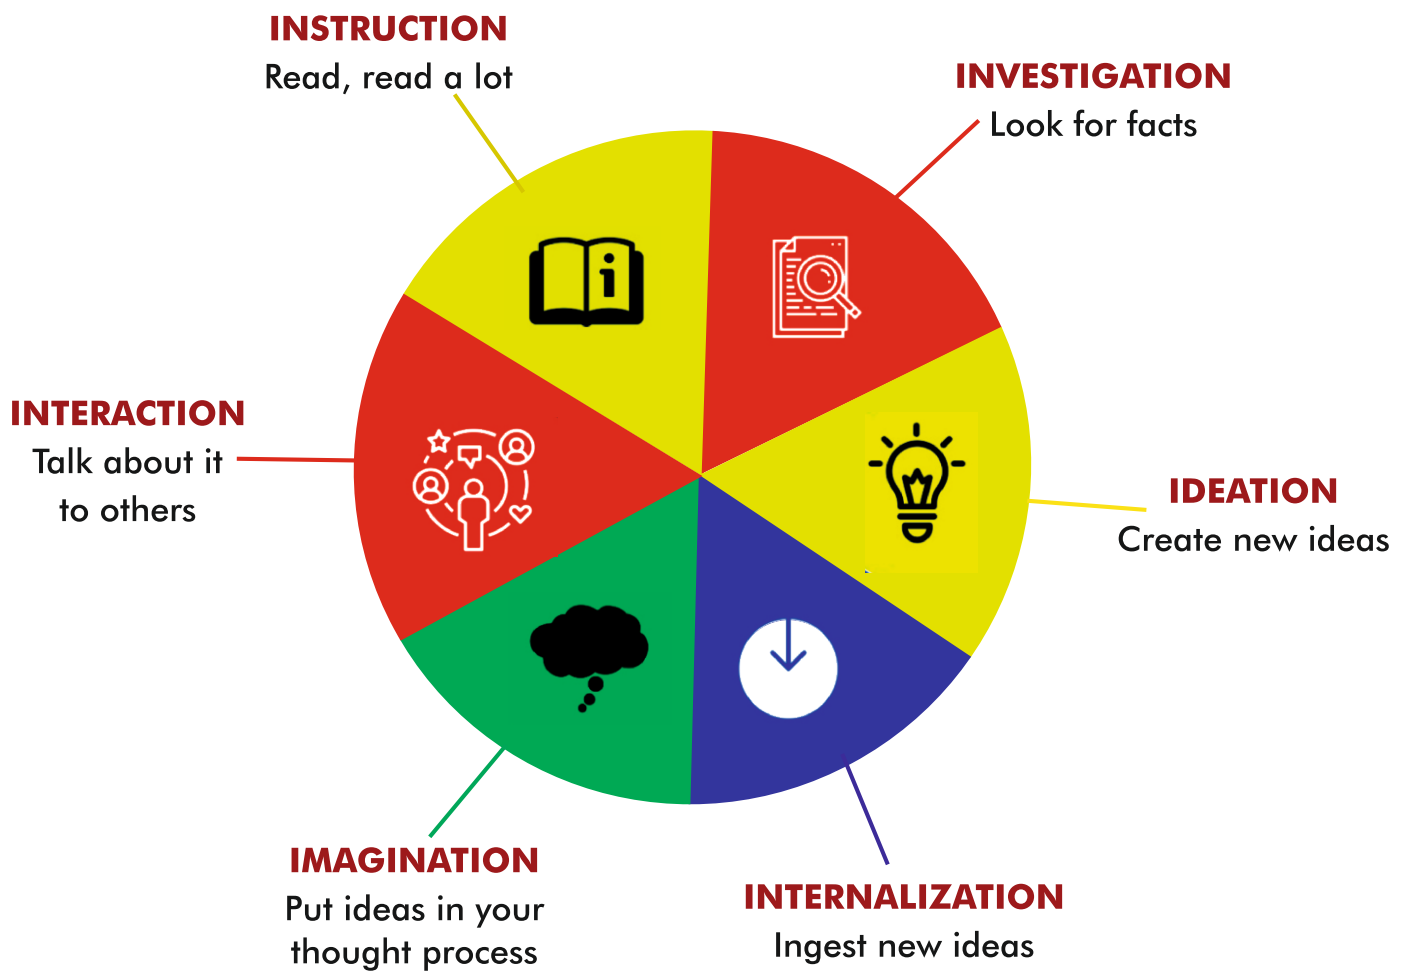 INSTRUCTION
Read, read a lot
INVESTIGATION
Look for facts
i
INTERACTION
Talk about it
to others
IDEATION
Create new ideas
IMAGINATION
Put ideas in your
thought process
INTERNALIZATION
Ingest new ideas